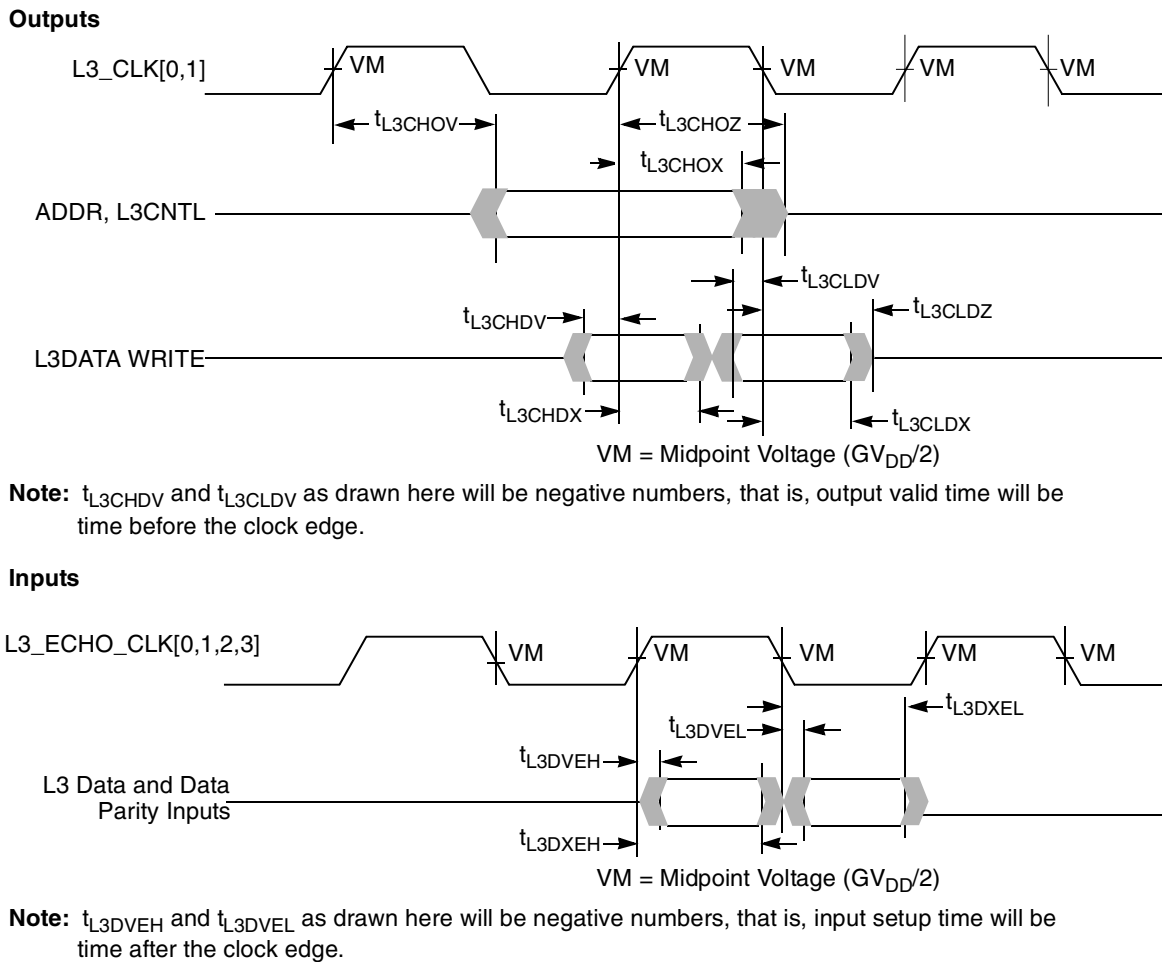 Outputs
L3_CLK[0,1]
VM
VM
VM
VM
VM
tL3CHOV
tL3CHOZ
tL3CHOX
ADDR, L3CNTL
tL3CLDV
tL3CHDV
tL3CLDZ
L3DATA WRITE
tL3CHDX
tL3CLDX
VM = Midpoint Voltage (GVDD/2)
Note: tL3CHDV and tL3CLDV as drawn here will be negative numbers, that is, output valid time will be
time before the clock edge.
Inputs
L3_ECHO_CLK[0,1,2,3]
VM
VM
VM
VM
VM
tL3DXEL
tL3DVEL
tL3DVEH
L3 Data and Data
Parity Inputs
tL3DXEH
VM = Midpoint Voltage (GVDD/2)
Note: tL3DVEH and tL3DVEL as drawn here will be negative numbers, that is, input setup time will be
time after the clock edge.